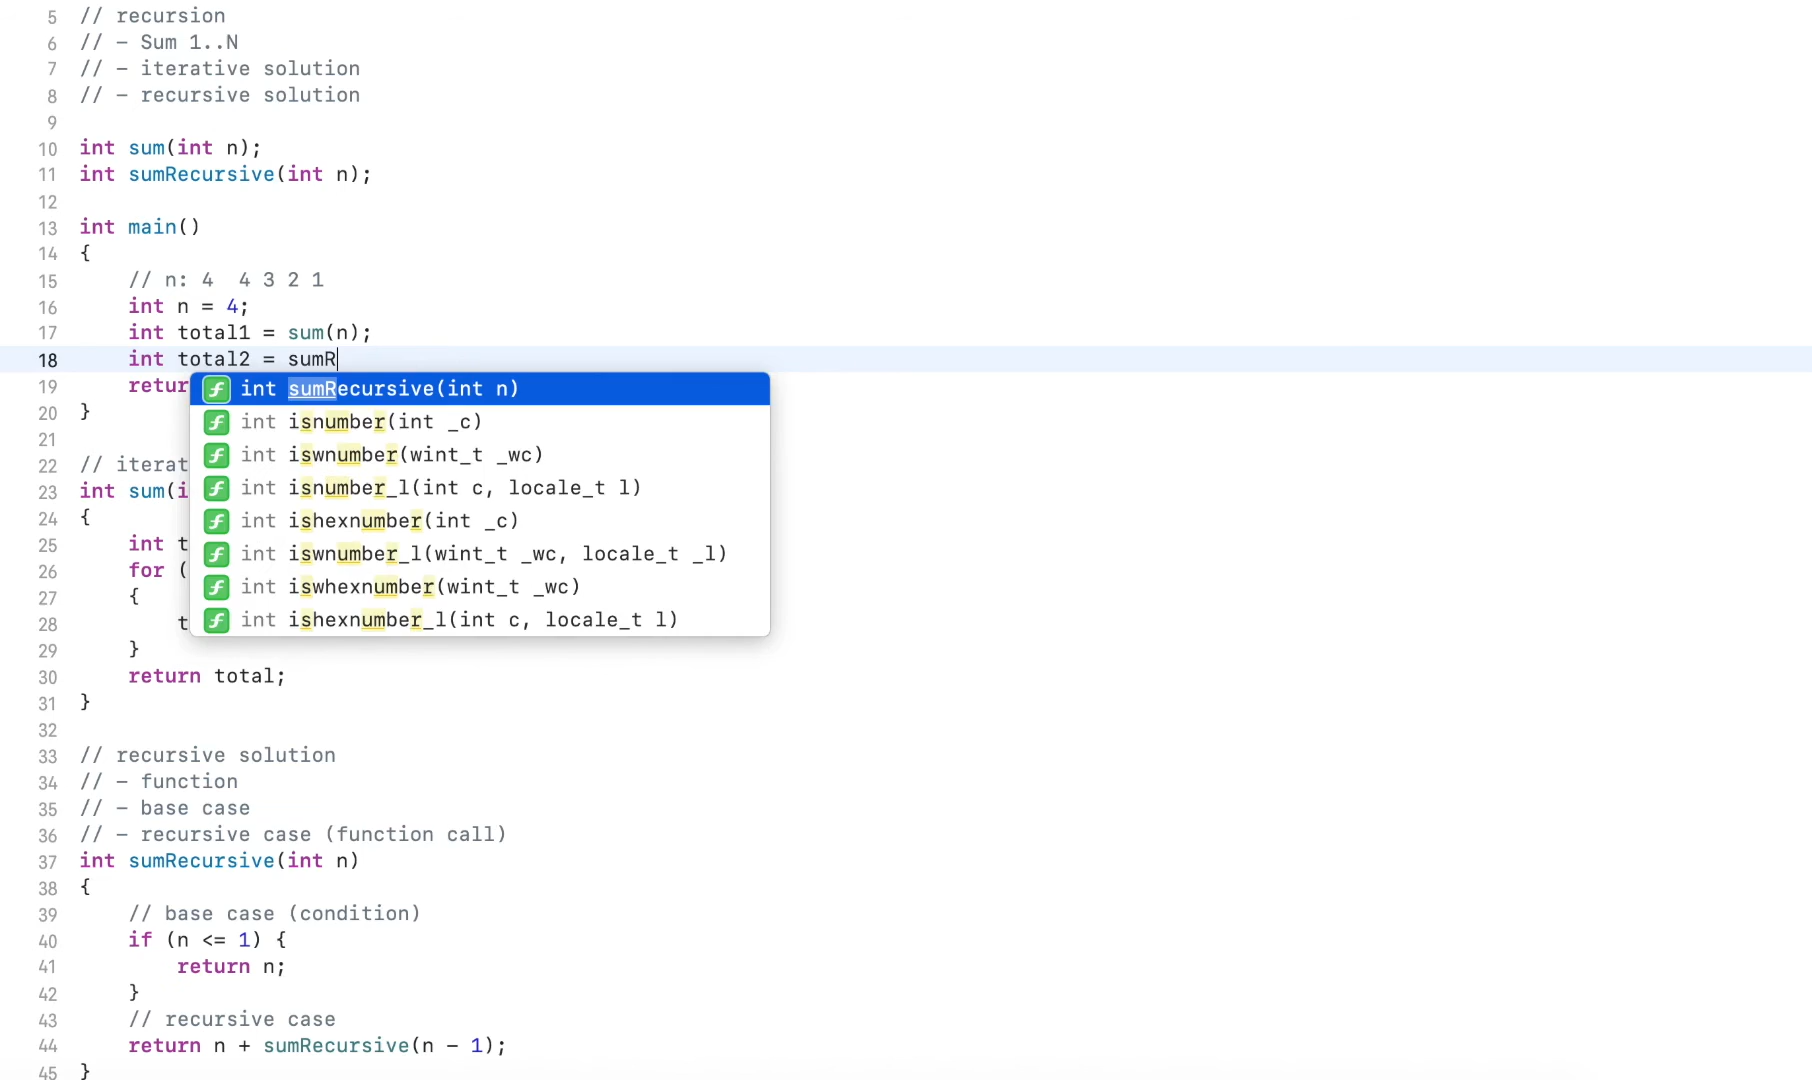 5 // recursion
6 // – Sum 1..N
7 // – iterative solution
8 // – recursive solution
9
10 int sum(int n);
11 int sumRecursive(int n);
12
13 int main()
14 {
15 // n: 4  4 3 2 1
16 int n = 4;
17 int total1 = sum(n);
18 int total2 = sumR
19 retur
int sumRecursive(int n)
int isnumber(int _c)
int iswnumber(wint_t _wc)
int isnumber_l(int c, locale_t l)
int ishexnumber(int _c)
int iswnumber_l(wint_t _wc, locale_t _l)
int iswhexnumber(wint_t _wc)
int ishexnumber_l(int c, locale_t l)
20 }
21
22 // iterat
23 int sum(i
24 {
25 int t
26 for (
27 {
28 t
29 }
30 return total;
31 }
32
33 // recursive solution
34 // – function
35 // – base case
36 // – recursive case (function call)
37 int sumRecursive(int n)
38 {
39 // base case (condition)
40 if (n <= 1) {
41 return n;
42 }
43 // recursive case
44 return n + sumRecursive(n – 1);
45 }